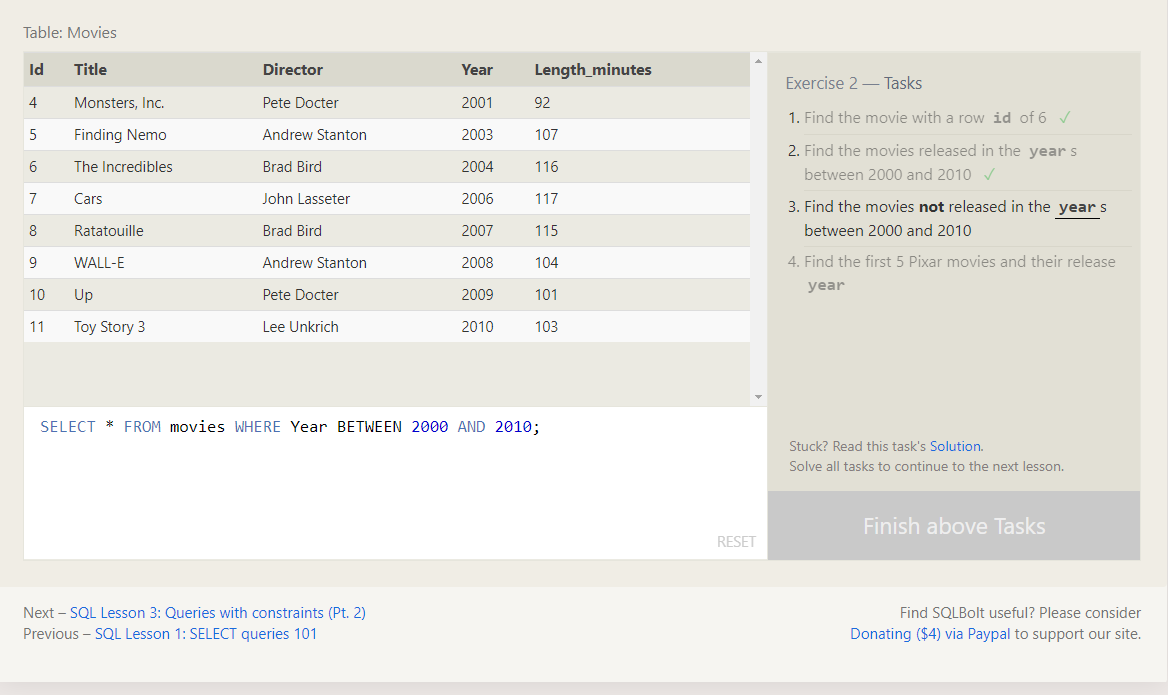 Table: Movies
Id Title Director Year Length_minutes
4 Monsters, Inc. Pete Docter 2001 92
5 Finding Nemo Andrew Stanton 2003 107
6 The Incredibles Brad Bird 2004 116
7 Cars John Lasseter 2006 117
8 Ratatouille Brad Bird 2007 115
9 WALL-E Andrew Stanton 2008 104
10 Up Pete Docter 2009 101
11 Toy Story 3 Lee Unkrich 2010 103
SELECT * FROM movies WHERE Year BETWEEN 2000 AND 2010;
RESET
Exercise 2 — Tasks
1. Find the movie with a row id of 6 ✓
2. Find the movies released in the year s
between 2000 and 2010 ✓
3. Find the movies not released in the year s
between 2000 and 2010
4. Find the first 5 Pixar movies and their release
year
Stuck? Read this task's Solution.
Solve all tasks to continue to the next lesson.
Finish above Tasks
Next – SQL Lesson 3: Queries with constraints (Pt. 2)
Previous – SQL Lesson 1: SELECT queries 101
Find SQLBolt useful? Please consider
Donating ($4) via Paypal to support our site.